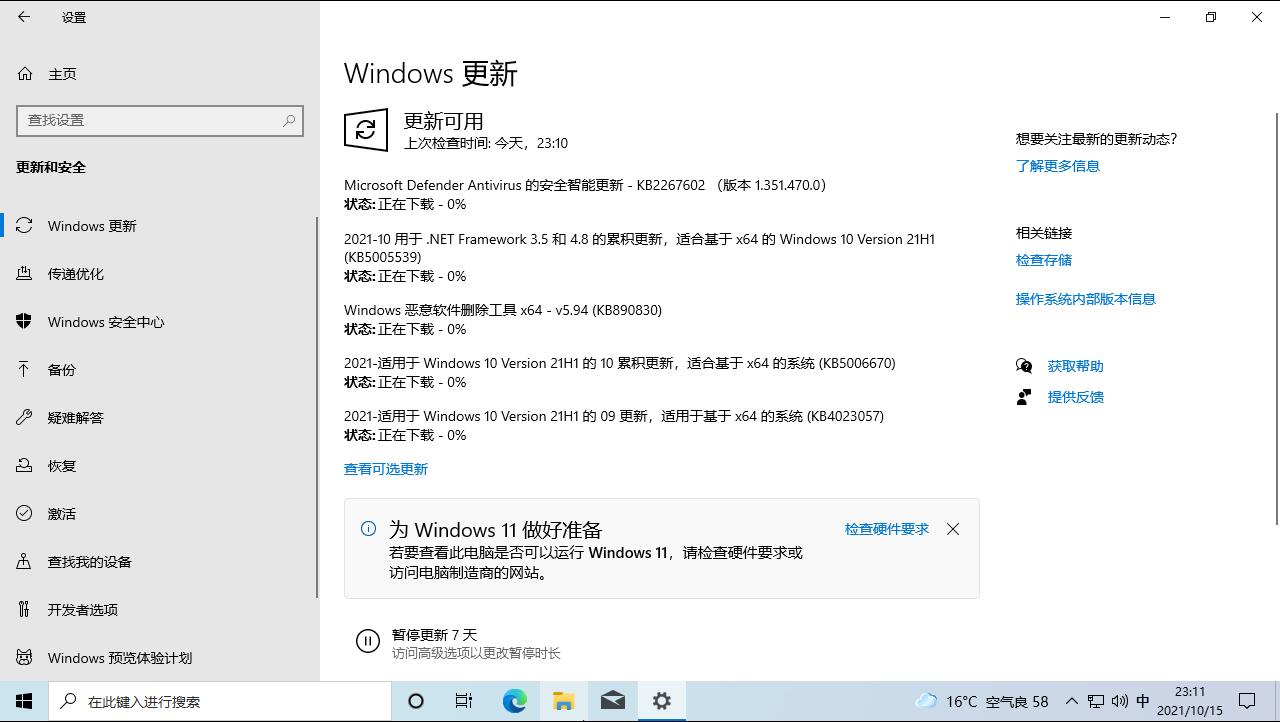 设置
主页
查找设置
更新和安全
Windows 更新
传递优化
Windows 安全中心
备份
疑难解答
恢复
激活
查找我的设备
开发者选项
Windows 预览体验计划
Windows 更新
更新可用
上次检查时间: 今天，23:10
Microsoft Defender Antivirus 的安全智能更新 - KB2267602 （版本 1.351.470.0）
状态: 正在下载 - 0%
2021-10 用于 .NET Framework 3.5 和 4.8 的累积更新，适合基于 x64 的 Windows 10 Version 21H1
(KB5005539)
状态: 正在下载 - 0%
Windows 恶意软件删除工具 x64 - v5.94 (KB890830)
状态: 正在下载 - 0%
2021-适用于 Windows 10 Version 21H1 的 10 累积更新，适合基于 x64 的系统 (KB5006670)
状态: 正在下载 - 0%
2021-适用于 Windows 10 Version 21H1 的 09 更新，适用于基于 x64 的系统 (KB4023057)
状态: 正在下载 - 0%
查看可选更新
为 Windows 11 做好准备
检查硬件要求
若要查看此电脑是否可以运行 Windows 11，请检查硬件要求或
访问电脑制造商的网站。
暂停更新 7 天
访问高级选项以更改暂停时长
想要关注最新的更新动态?
了解更多信息
相关链接
检查存储
操作系统内部版本信息
获取帮助
提供反馈
在此键入进行搜索
16°C 空气良 58
中
23:11
2021/10/15